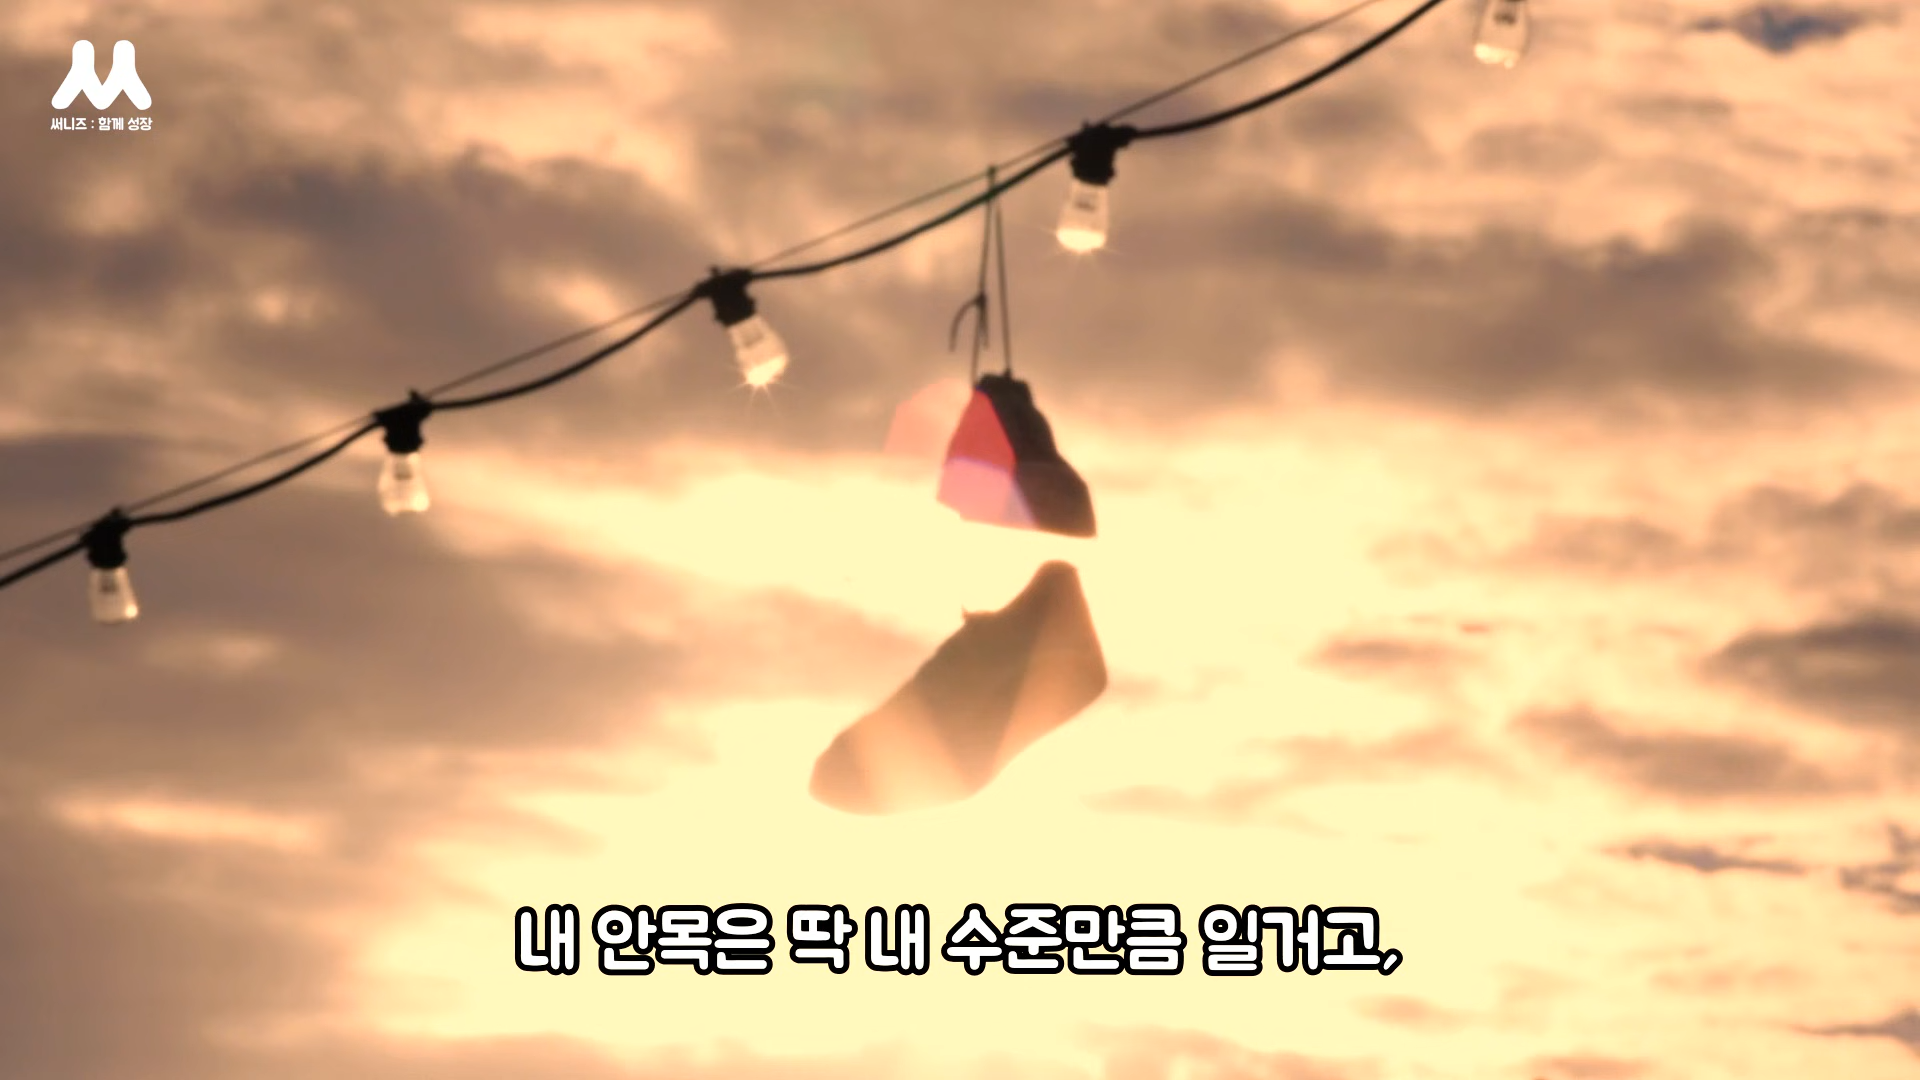 써니즈 : 함께 성장
내 안목은 딱 내 수준만큼 일거고,